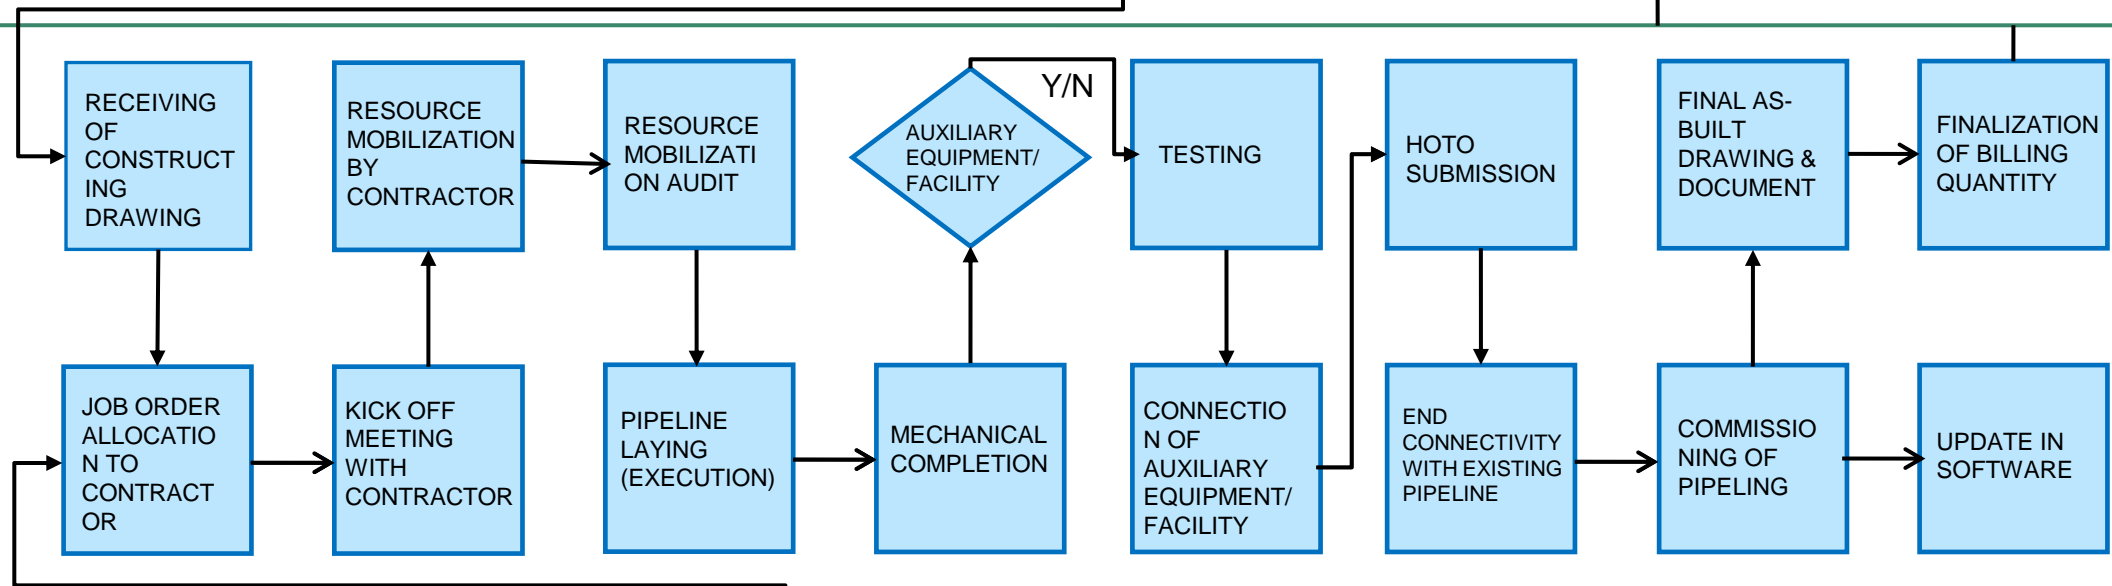 RECEIVING
OF
CONSTRUCT
ING
DRAWING
RESOURCE
MOBILIZATION
BY
CONTRACTOR
RESOURCE
MOBILIZATI
ON AUDIT
AUXILIARY
EQUIPMENT/
FACILITY
Y/N
TESTING
HOTO
SUBMISSION
FINAL AS-
BUILT
DRAWING &
DOCUMENT
FINALIZATION
OF BILLING
QUANTITY
JOB ORDER
ALLOCATIO
N TO
CONTRACT
OR
KICK OFF
MEETING
WITH
CONTRACTOR
PIPELINE
LAYING
(EXECUTION)
MECHANICAL
COMPLETION
CONNECTIO
N OF
AUXILIARY
EQUIPMENT/
FACILITY
END
CONNECTIVITY
WITH EXISTING
PIPELINE
COMMISSIO
NING OF
PIPELING
UPDATE IN
SOFTWARE